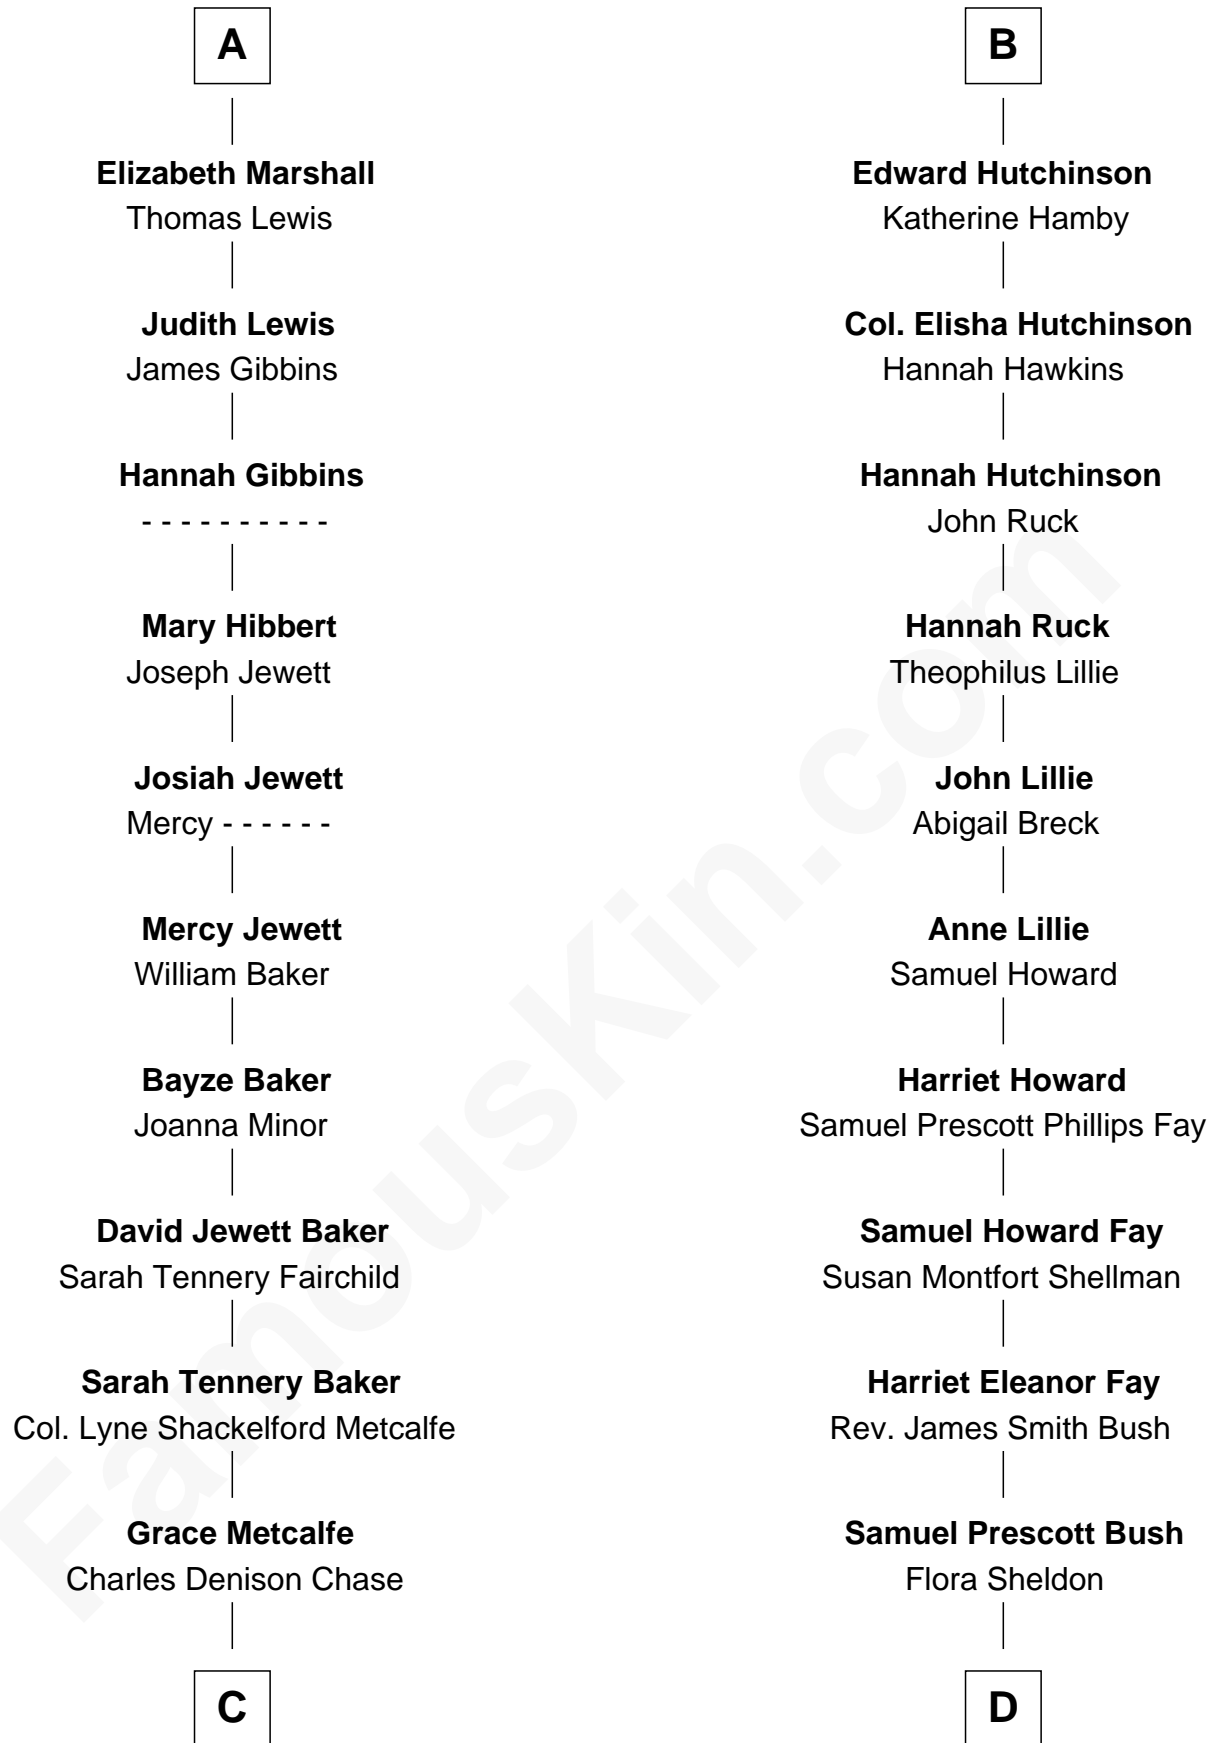 A
Elizabeth Marshall
Thomas Lewis
Judith Lewis
James Gibbins
Hannah Gibbins
- - - - - - - - - -
Mary Hibbert
Joseph Jewett
Josiah Jewett
Mercy - - - - - -
Mercy Jewett
William Baker
Bayze Baker
Joanna Minor
David Jewett Baker
Sarah Tennery Fairchild
Sarah Tennery Baker
Col. Lyne Shackelford Metcalfe
Grace Metcalfe
Charles Denison Chase
C
B
Edward Hutchinson
Katherine Hamby
Col. Elisha Hutchinson
Hannah Hawkins
Hannah Hutchinson
John Ruck
Hannah Ruck
Theophilus Lillie
John Lillie
Abigail Breck
Anne Lillie
Samuel Howard
Harriet Howard
Samuel Prescott Phillips Fay
Samuel Howard Fay
Susan Montfort Shellman
Harriet Eleanor Fay
Rev. James Smith Bush
Samuel Prescott Bush
Flora Sheldon
D
FamousKin.com